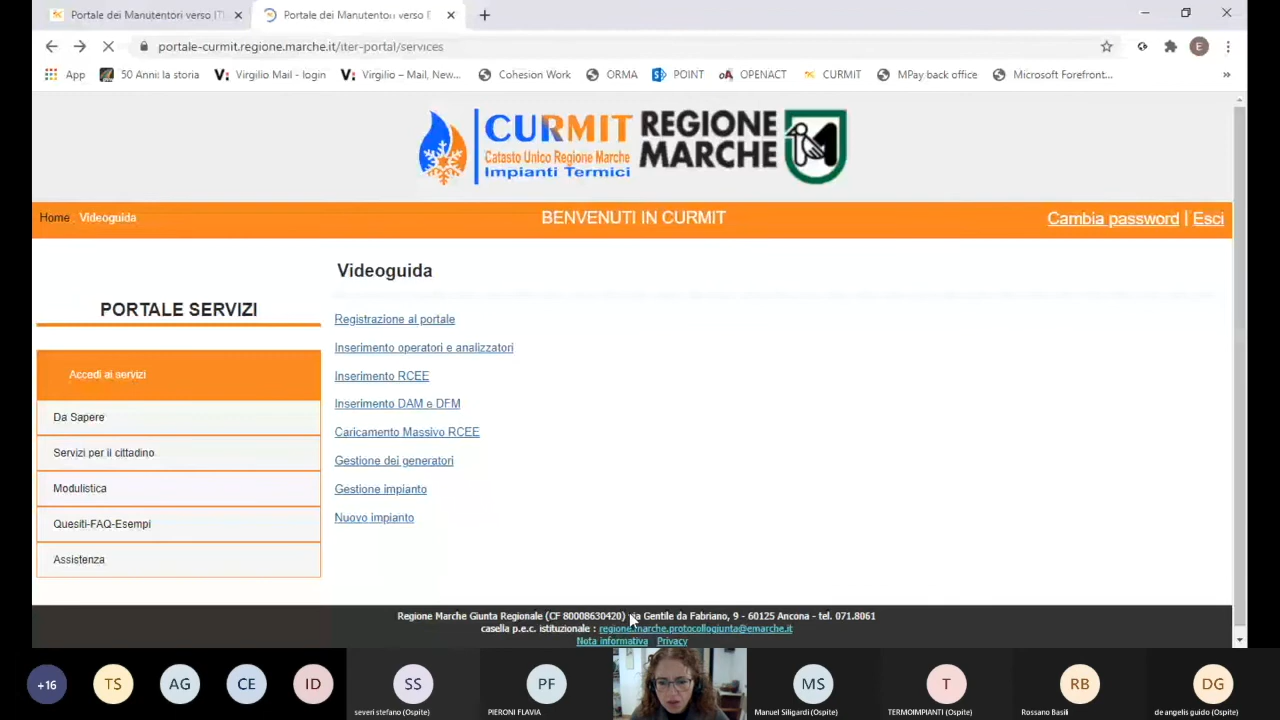 Portale dei Manutentori verso IT
Portale dei Manutentori verso I
portale-curmit.regione.marche.it/iter-portal/services
E
App
50 Anni: la storia
Virgilio Mail - login
Virgilio – Mail, New...
Cohesion Work
ORMA
POINT
OPENACT
CURMIT
MPay back office
Microsoft Forefront...
»
CURMIT
Catasto Unico Regione Marche
Impianti Termici
REGIONE
MARCHE
Home Videoguida
BENVENUTI IN CURMIT
Cambia password | Esci
PORTALE SERVIZI
Accedi ai servizi
Da Sapere
Servizi per il cittadino
Modulistica
Quesiti-FAQ-Esempi
Assistenza
Videoguida
Registrazione al portale
Inserimento operatori e analizzatori
Inserimento RCEE
Inserimento DAM e DFM
Caricamento Massivo RCEE
Gestione dei generatori
Gestione impianto
Nuovo impianto
Regione Marche Giunta Regionale (CF 80008630420) via Gentile da Fabriano, 9 - 60125 Ancona - tel. 071.8061
casella p.e.c. istituzionale : regione.marche.protocollogiunta@emarche.it
Nota informativa Privacy
+16
TS
AG
CE
ID
SS
severi stefano (Ospite)
PF
PIERONI FLAVIA
MS
Manuel Siligardi (Ospite)
T
TERMOIMPIANTI (Ospite)
RB
Rossano Basili
DG
de angelis guido (Ospite)